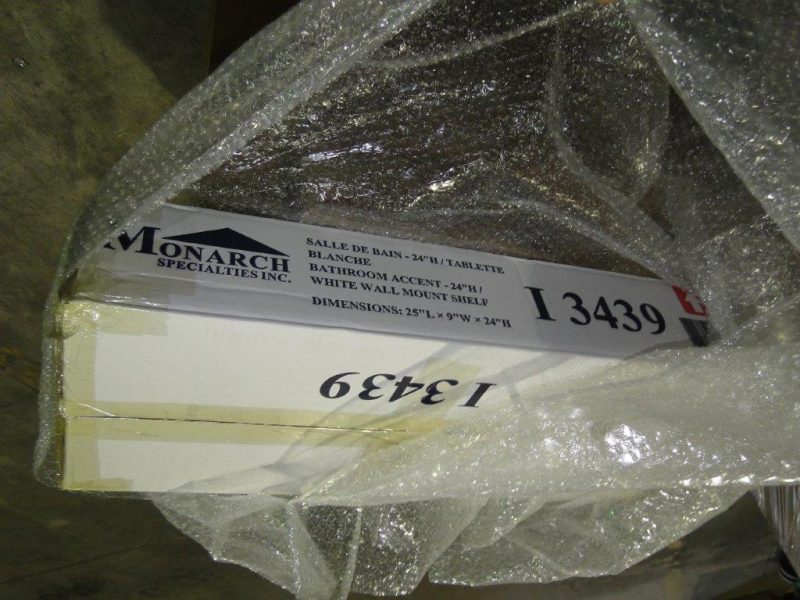 MONARCH
SPECIALTIES INC.
SALLE DE BAIN - 24"H / TABLETTE
BLANCHE
BATHROOM ACCENT - 24"H /
WHITE WALL MOUNT SHELF
DIMENSIONS: 25"L × 9"W × 24"H
I 3439
I 3439